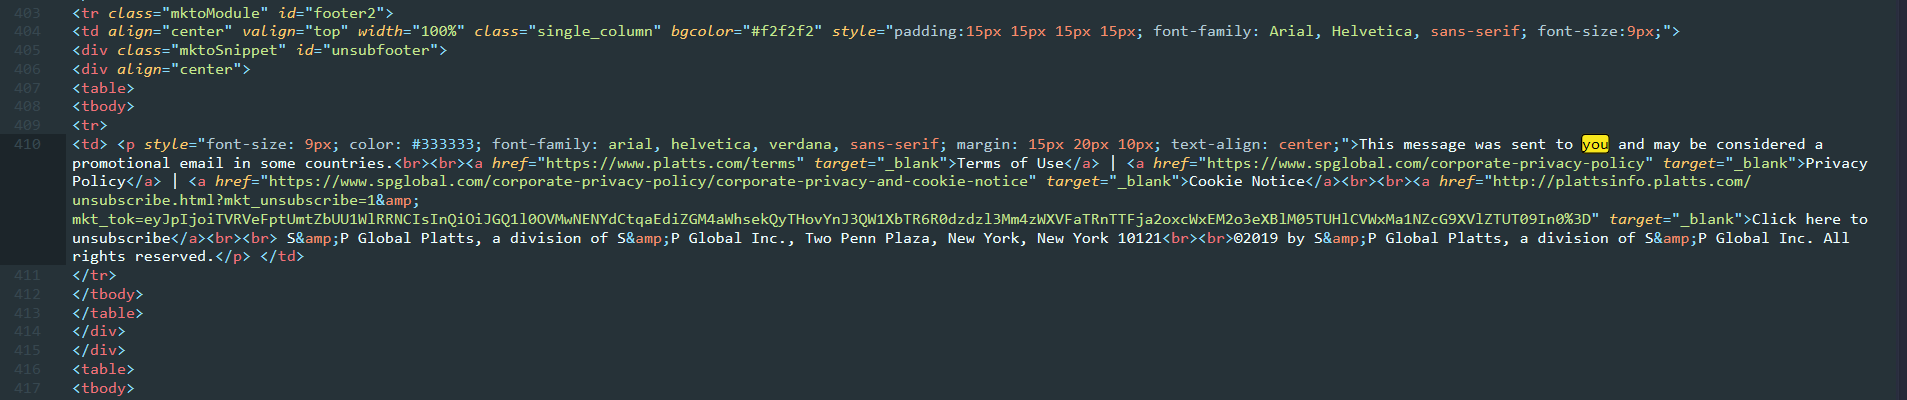 403 <tr class="mktoModule" id="footer2">
404 <td align="center" valign="top" width="100%" class="single_column" bgcolor="#f2f2f2" style="padding:15px 15px 15px 15px; font-family: Arial, Helvetica, sans-serif; font-size:9px;">
405 <div class="mktoSnippet" id="unsubfooter">
406 <div align="center">
407 <table>
408 <tbody>
409 <tr>
410 <td> <p style="font-size: 9px; color: #333333; font-family: arial, helvetica, verdana, sans-serif; margin: 15px 20px 10px; text-align: center;">This message was sent to you and may be considered a
promotional email in some countries.<br><br><a href="https://www.platts.com/terms" target="_blank">Terms of Use</a> | <a href="https://www.spglobal.com/corporate-privacy-policy" target="_blank">Privacy
Policy</a> | <a href="https://www.spglobal.com/corporate-privacy-policy/corporate-privacy-and-cookie-notice" target="_blank">Cookie Notice</a><br><br><a href="http://plattsinfo.platts.com/
unsubscribe.html?mkt_unsubscribe=1&amp;
mkt_tok=eyJpIjoiTVRVeFptUmtZbUU1WlRRNCIsInQiOiJGQ1l0OVMwNENYdCtqaEdiZGM4aWhsekQyTHovYnJ3QW1XbTR6R0dzdzl3Mm4zWXVFaTRnTTFja2oxcWxEM2o3eXBlM05TUHlCVWxMa1NZcG9XVlZTUT09In0%3D" target="_blank">Click here to
unsubscribe</a><br><br> S&amp;P Global Platts, a division of S&amp;P Global Inc., Two Penn Plaza, New York, New York 10121<br><br>©2019 by S&amp;P Global Platts, a division of S&amp;P Global Inc. All
rights reserved.</p> </td>
411 </tr>
412 </tbody>
413 </table>
414 </div>
415 </div>
416 <table>
417 <tbody>